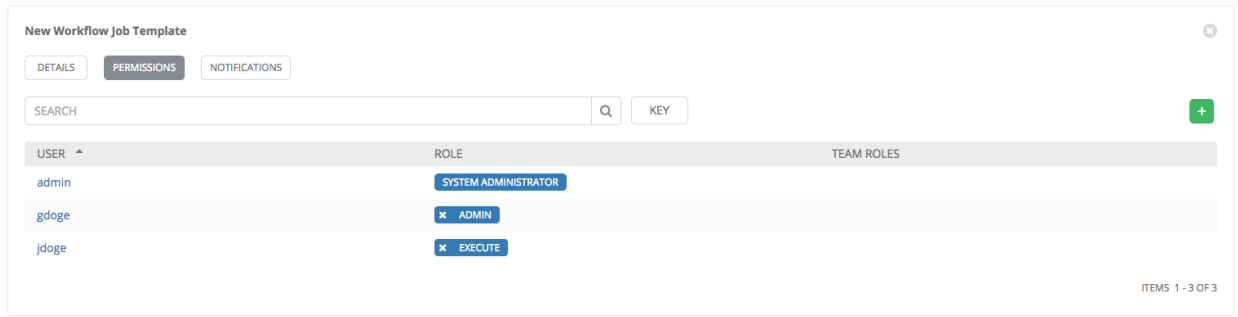 New Workflow Job Template
DETAILS PERMISSIONS NOTIFICATIONS
SEARCH KEY +
USER ROLE TEAM ROLES
admin SYSTEM ADMINISTRATOR
gdoge × ADMIN
jdoge × EXECUTE
ITEMS 1 - 3 OF 3